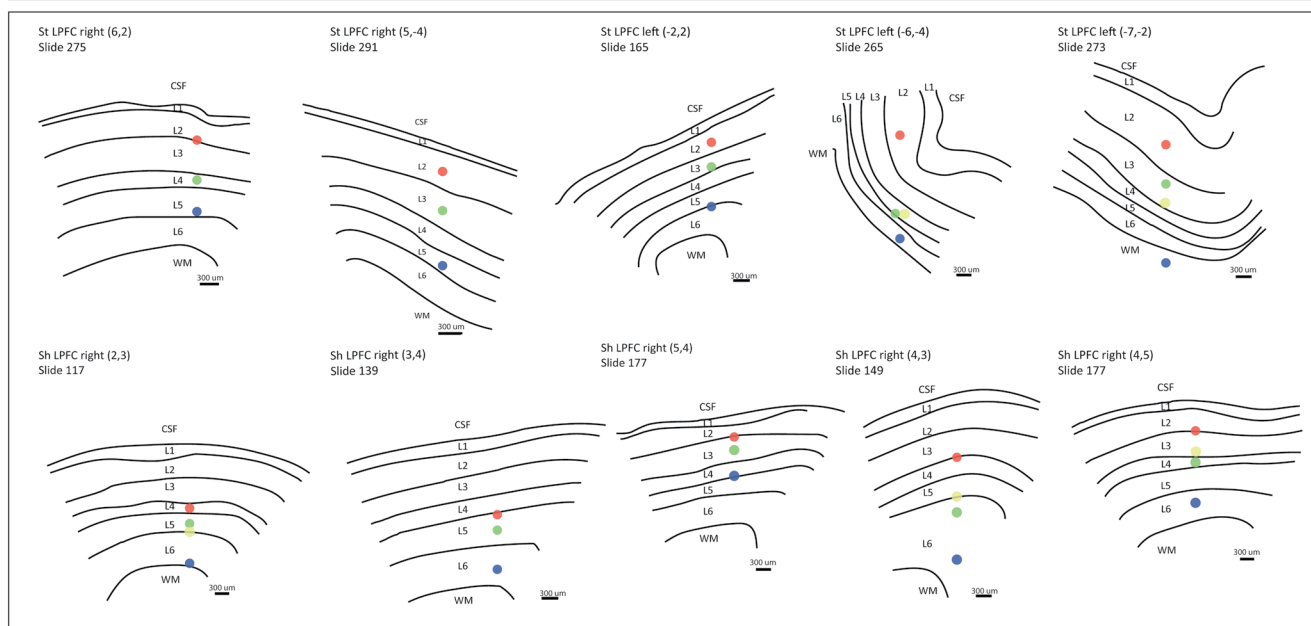 St LPFC right (6,2)
Slide 275
CSF
L1
L2
L3
L4
L5
L6
WM
300 um
St LPFC right (5,-4)
Slide 291
CSF
L1
L2
L3
L4
L5
L6
WM
300 um
St LPFC left (-2,2)
Slide 165
CSF
L1
L2
L3
L4
L5
L6
WM
300 um
St LPFC left (-6,-4)
Slide 265
L5 L4 L3 L2 L1 CSF
L6
WM
300 um
St LPFC left (-7,-2)
Slide 273
CSF
L1
L2
L3
L4
L5
L6
WM
300 um
Sh LPFC right (2,3)
Slide 117
CSF
L1
L2
L3
L4
L5
L6
WM
300 um
Sh LPFC right (3,4)
Slide 139
CSF
L1
L2
L3
L4
L5
L6
WM
300 um
Sh LPFC right (5,4)
Slide 177
CSF
L1
L2
L3
L4
L5
L6
WM
300 um
Sh LPFC right (4,3)
Slide 149
CSF
L1
L2
L3
L4
L5
L6
WM
300 um
Sh LPFC right (4,5)
Slide 177
CSF
L1
L2
L3
L4
L5
L6
WM
300 um